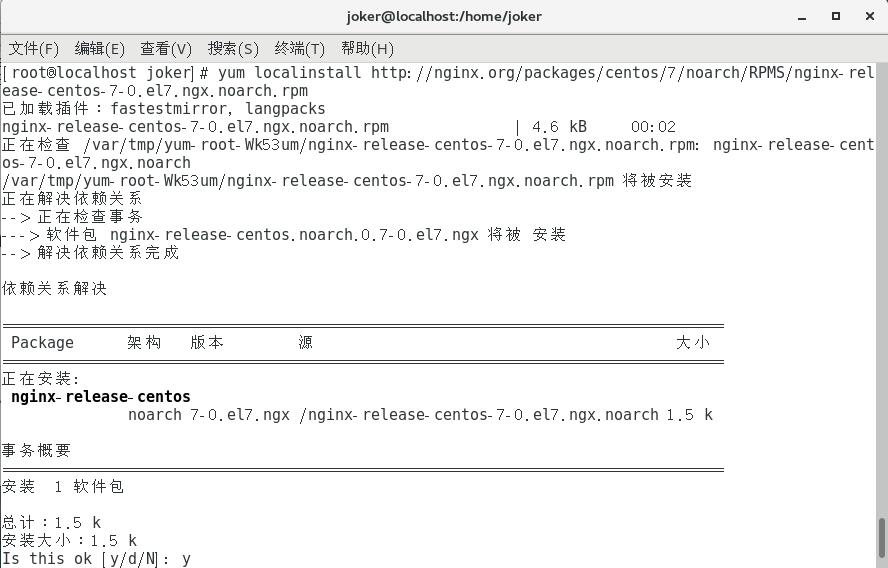 joker@localhost:/home/joker
文件(F) 编辑(E) 查看(V) 搜索(S) 终端(T) 帮助(H)
[root@localhost joker]# yum localinstall http://nginx.org/packages/centos/7/noarch/RPMS/nginx-rel
ease-centos-7-0.el7.ngx.noarch.rpm
已加载插件：fastestmirror, langpacks
nginx-release-centos-7-0.el7.ngx.noarch.rpm | 4.6 kB 00:02
正在检查 /var/tmp/yum-root-Wk53um/nginx-release-centos-7-0.el7.ngx.noarch.rpm: nginx-release-cent
os-7-0.el7.ngx.noarch
/var/tmp/yum-root-Wk53um/nginx-release-centos-7-0.el7.ngx.noarch.rpm 将被安装
正在解决依赖关系
--> 正在检查事务
---> 软件包 nginx-release-centos.noarch.0.7-0.el7.ngx 将被 安装
--> 解决依赖关系完成
依赖关系解决
Package 架构 版本 源 大小
正在安装:
nginx-release-centos
noarch 7-0.el7.ngx /nginx-release-centos-7-0.el7.ngx.noarch 1.5 k
事务概要
安装 1 软件包
总计：1.5 k
安装大小：1.5 k
Is this ok [y/d/N]: y